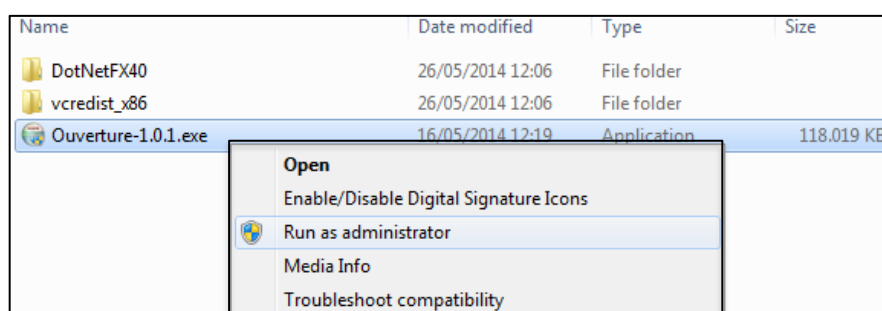 Name Date modified Type Size
DotNetFX40 26/05/2014 12:06 File folder
vcredist_x86 26/05/2014 12:06 File folder
Ouverture-1.0.1.exe 16/05/2014 12:19 Application 118.019 KB
Open
Enable/Disable Digital Signature Icons
Run as administrator
Media Info
Troubleshoot compatibility